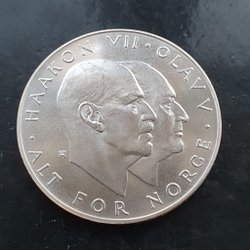 HAAKON VII · OLAV V
· ALT FOR NORGE ·